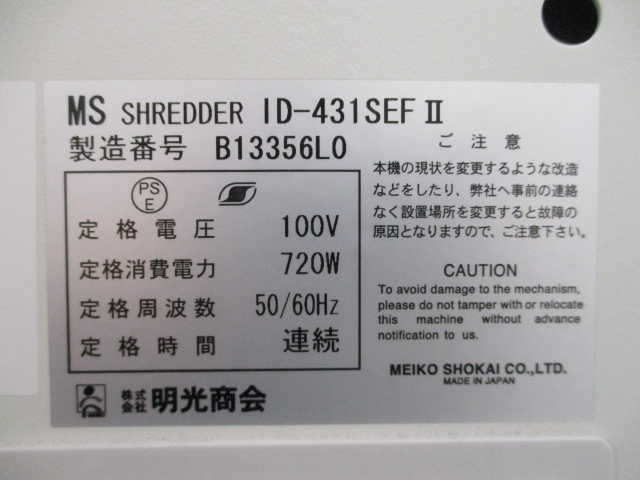 MS SHREDDER ID-431SEFⅡ
製造番号 B13356L0
PS
E
定格電圧 100V
定格消費電力 720W
定格周波数 50/60Hz
定格時間 連続
株式
会社 明光商会
ご注意
本機の現状を変更するような改造
などをしたり、弊社へ事前の連絡
なく設置場所を変更すると故障の
原因となりますので、ご注意下さい。
CAUTION
To avoid damage to the mechanism,
please do not tamper with or relocate
this machine without advance
notification to us.
MEIKO SHOKAI CO.,LTD.
MADE IN JAPAN